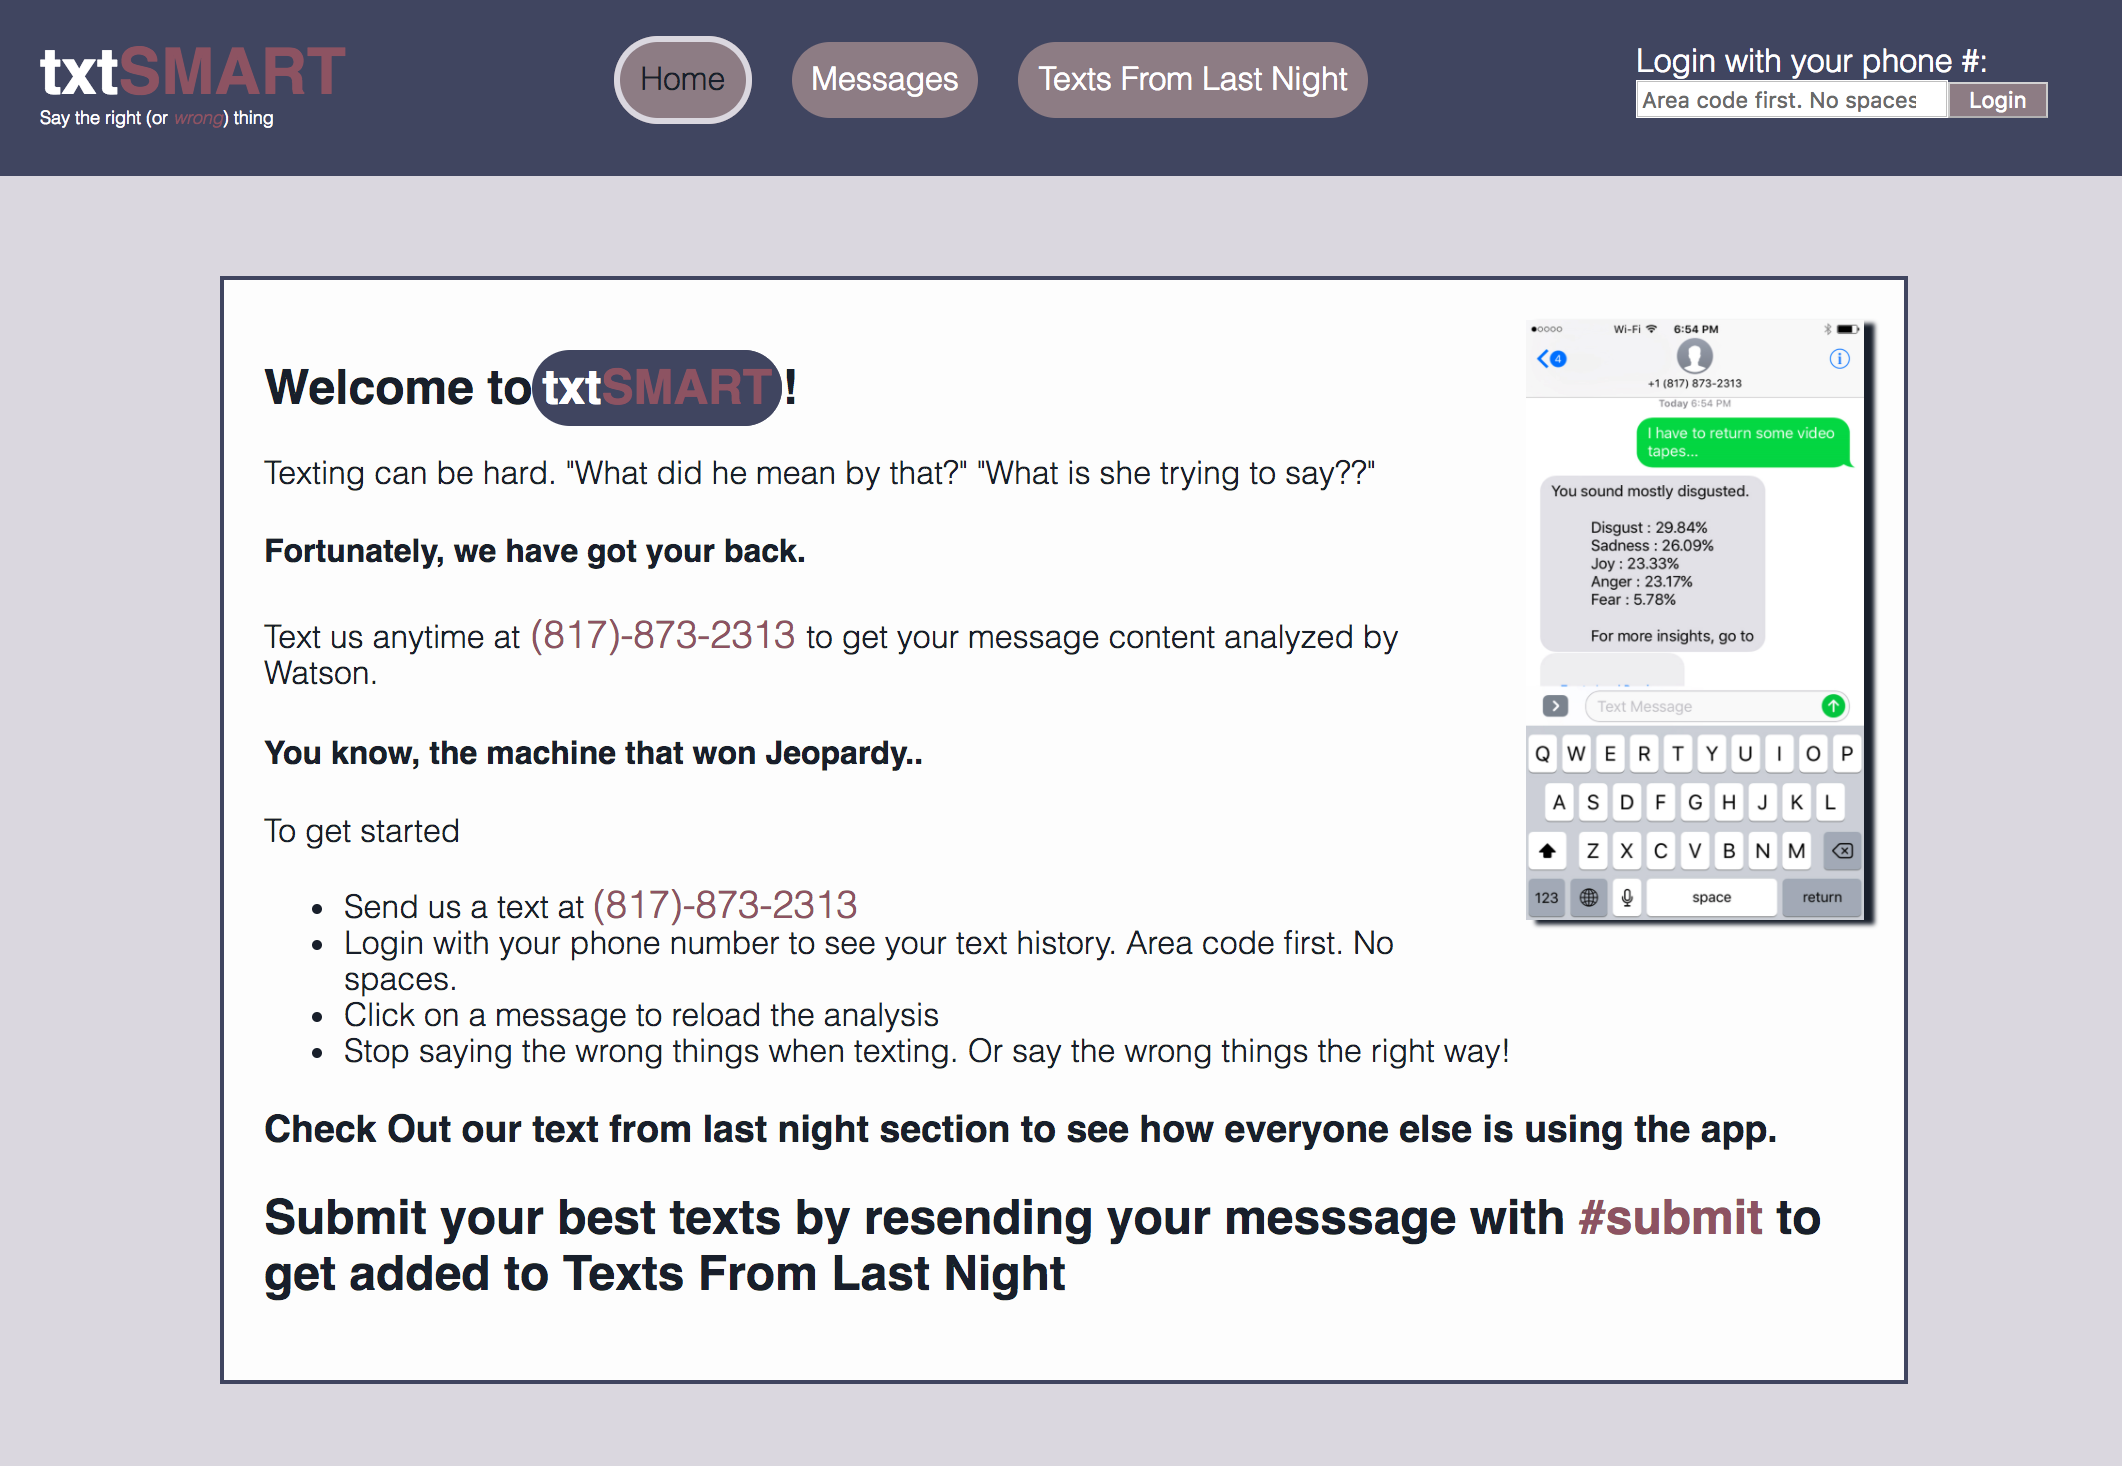 txtSMART
Say the right (or wrong) thing
Home
Messages
Texts From Last Night
Login with your phone #:
Area code first. No spaces
Login
Welcome to txtSMART!
Texting can be hard. "What did he mean by that?" "What is she trying to say??"
Fortunately, we have got your back.
Text us anytime at (817)-873-2313 to get your message content analyzed by
Watson.
You know, the machine that won Jeopardy..
To get started
• Send us a text at (817)-873-2313
• Login with your phone number to see your text history. Area code first. No
spaces.
• Click on a message to reload the analysis
• Stop saying the wrong things when texting. Or say the wrong things the right way!
Check Out our text from last night section to see how everyone else is using the app.
Submit your best texts by resending your messsage with #submit to
get added to Texts From Last Night
Wi-Fi 6:54 PM
4
+1 (817) 873-2313
Today 6:54 PM
I have to return some video
tapes...
You sound mostly disgusted.
Disgust : 29.84%
Sadness : 26.09%
Joy : 23.33%
Anger : 23.17%
Fear : 5.78%
For more insights, go to
Text Message
Q W E R T Y U I O P
A S D F G H J K L
Z X C V B N M
123 space return